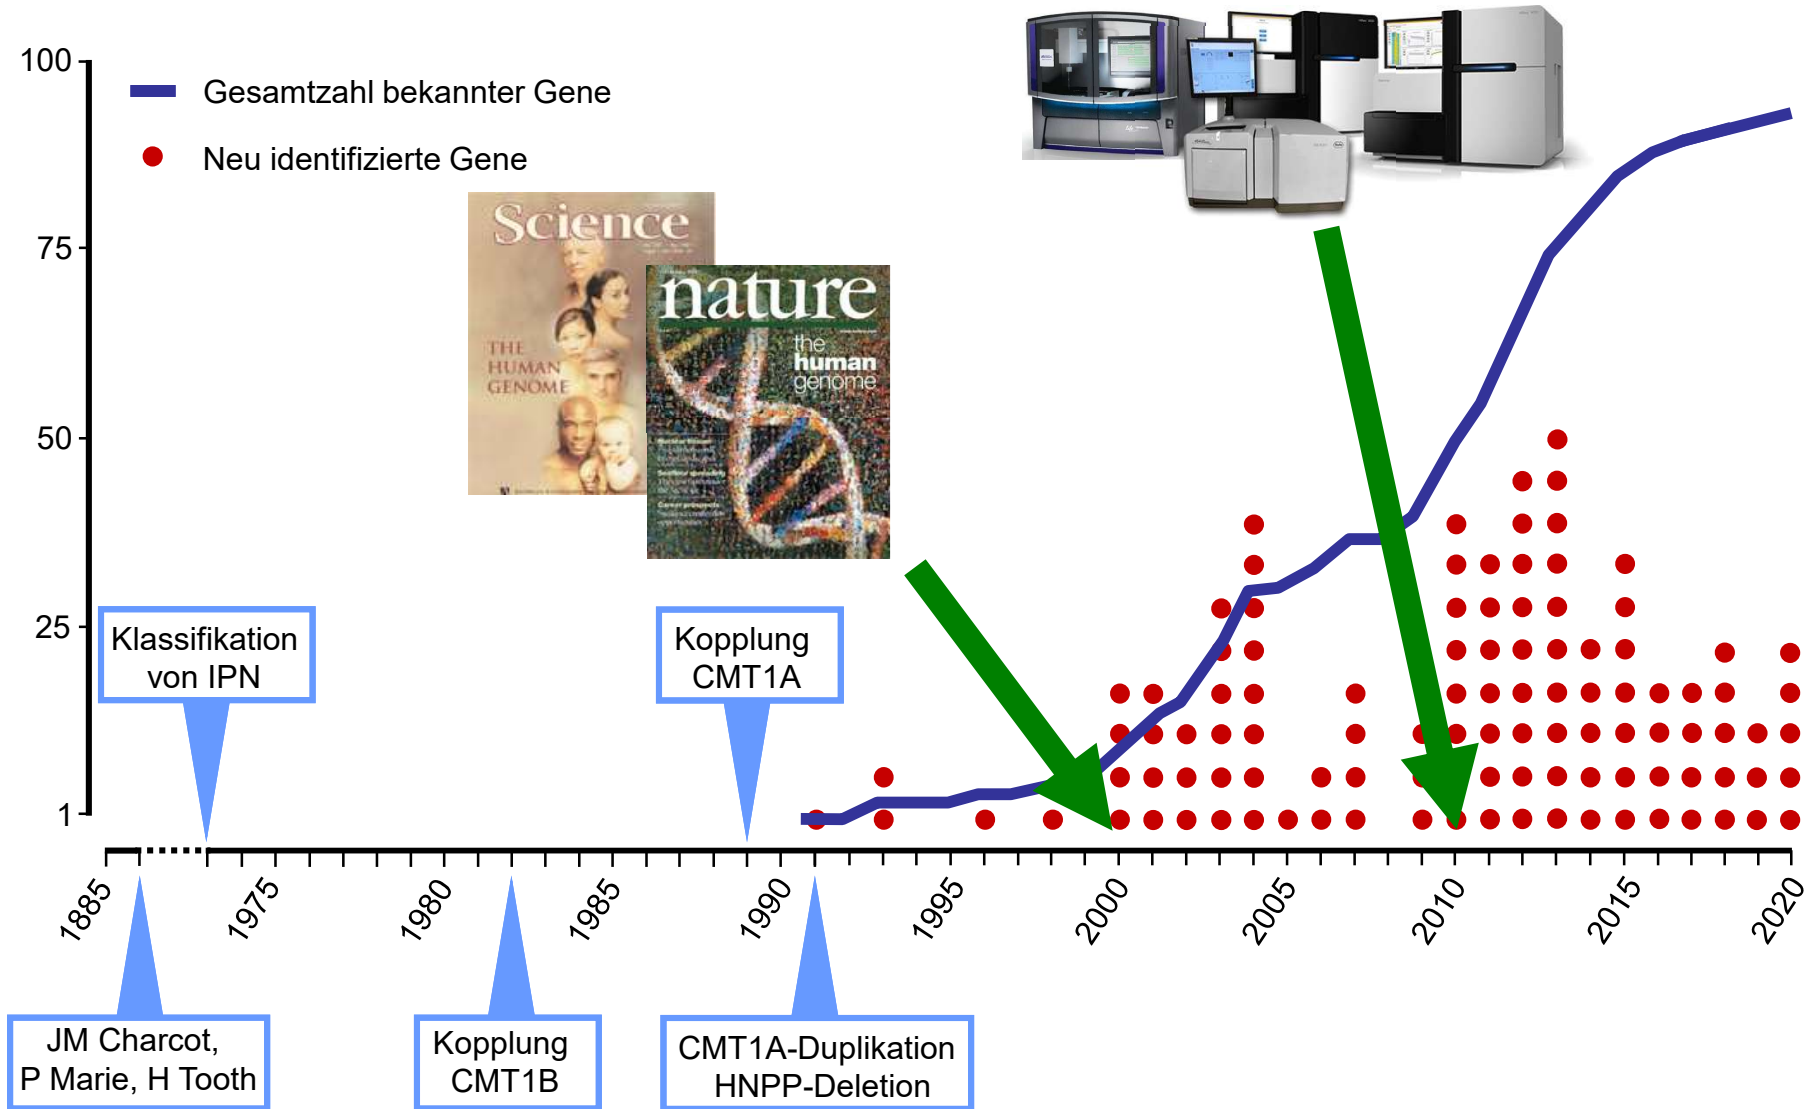 100
75
50
25
1
Gesamtzahl bekannter Gene
Neu identifizierte Gene
Science
THE
HUMAN
GENOME
nature
the
human
genome
Klassifikation
von IPN
Kopplung
CMT1A
1885
1975
1980
1985
1990
1995
2000
2005
2010
2015
2020
JM Charcot,
P Marie, H Tooth
Kopplung
CMT1B
CMT1A-Duplikation
HNPP-Deletion